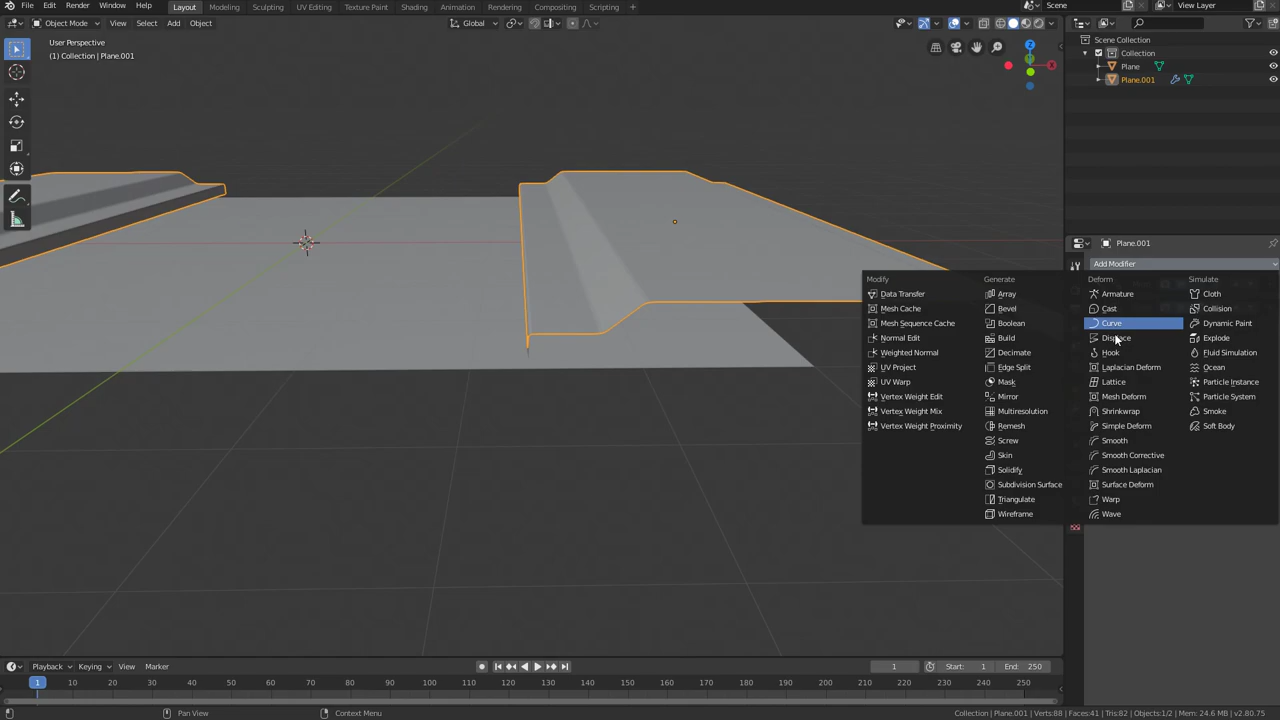 File Edit Render Window Help Layout Modeling Sculpting UV Editing Texture Paint Shading Animation Rendering Compositing Scripting Scene View Layer
Object Mode View Select Add Object Global
User Perspective
(1) Collection | Plane.001
Z
X
Scene Collection
Collection
Plane
Plane.001
Plane.001
Add Modifier
Modify Generate Deform Simulate
Data Transfer Array Armature Cloth
Mesh Cache Bevel Cast Collision
Mesh Sequence Cache Boolean Curve Dynamic Paint
Normal Edit Build Displace Explode
Weighted Normal Decimate Hook Fluid Simulation
UV Project Edge Split Laplacian Deform Ocean
UV Warp Mask Lattice Particle Instance
Vertex Weight Edit Mirror Mesh Deform Particle System
Vertex Weight Mix Multiresolution Shrinkwrap Smoke
Vertex Weight Proximity Remesh Simple Deform Soft Body
Screw Smooth
Skin Smooth Corrective
Solidify Smooth Laplacian
Subdivision Surface Surface Deform
Triangulate Warp
Wireframe Wave
Playback Keying View Marker 1 Start: 1 End: 250
1 10 20 30 40 50 60 70 80 90 100 110 120 130 140 150 160 170 180 190 200 210 220 230 240 250
Pan View Context Menu Collection | Plane.001 | Verts:88 | Faces:41 | Tris:82 | Objects:1/2 | Mem: 24.6 MB | v2.80.75